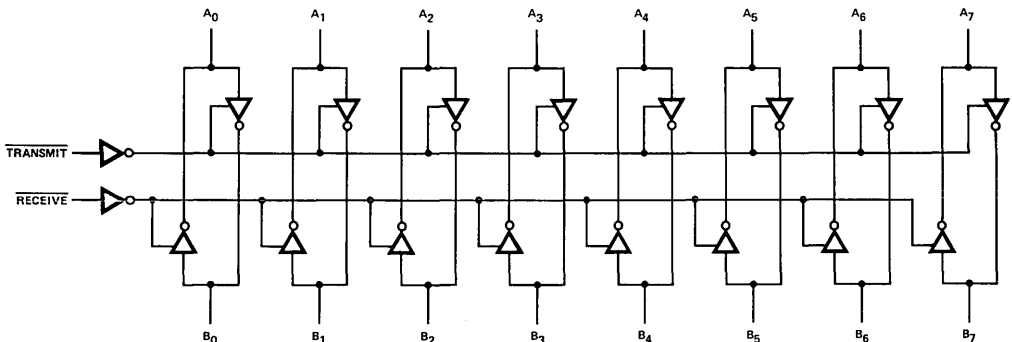 A0 A1 A2 A3 A4 A5 A6 A7
TRANSMIT
RECEIVE
B0 B1 B2 B3 B4 B5 B6 B7